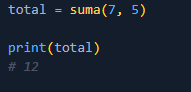 total = suma(7, 5)
print(total)
# 12